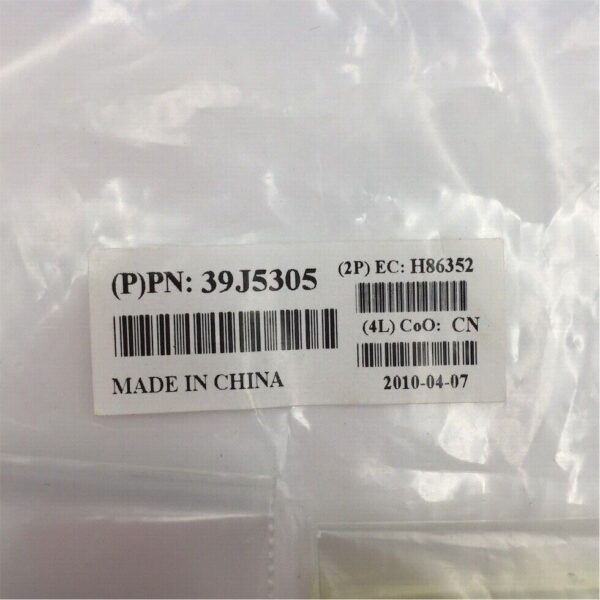 (P)PN: 39J5305
MADE IN CHINA
(2P) EC: H86352
(4L) CoO: CN
2010-04-07